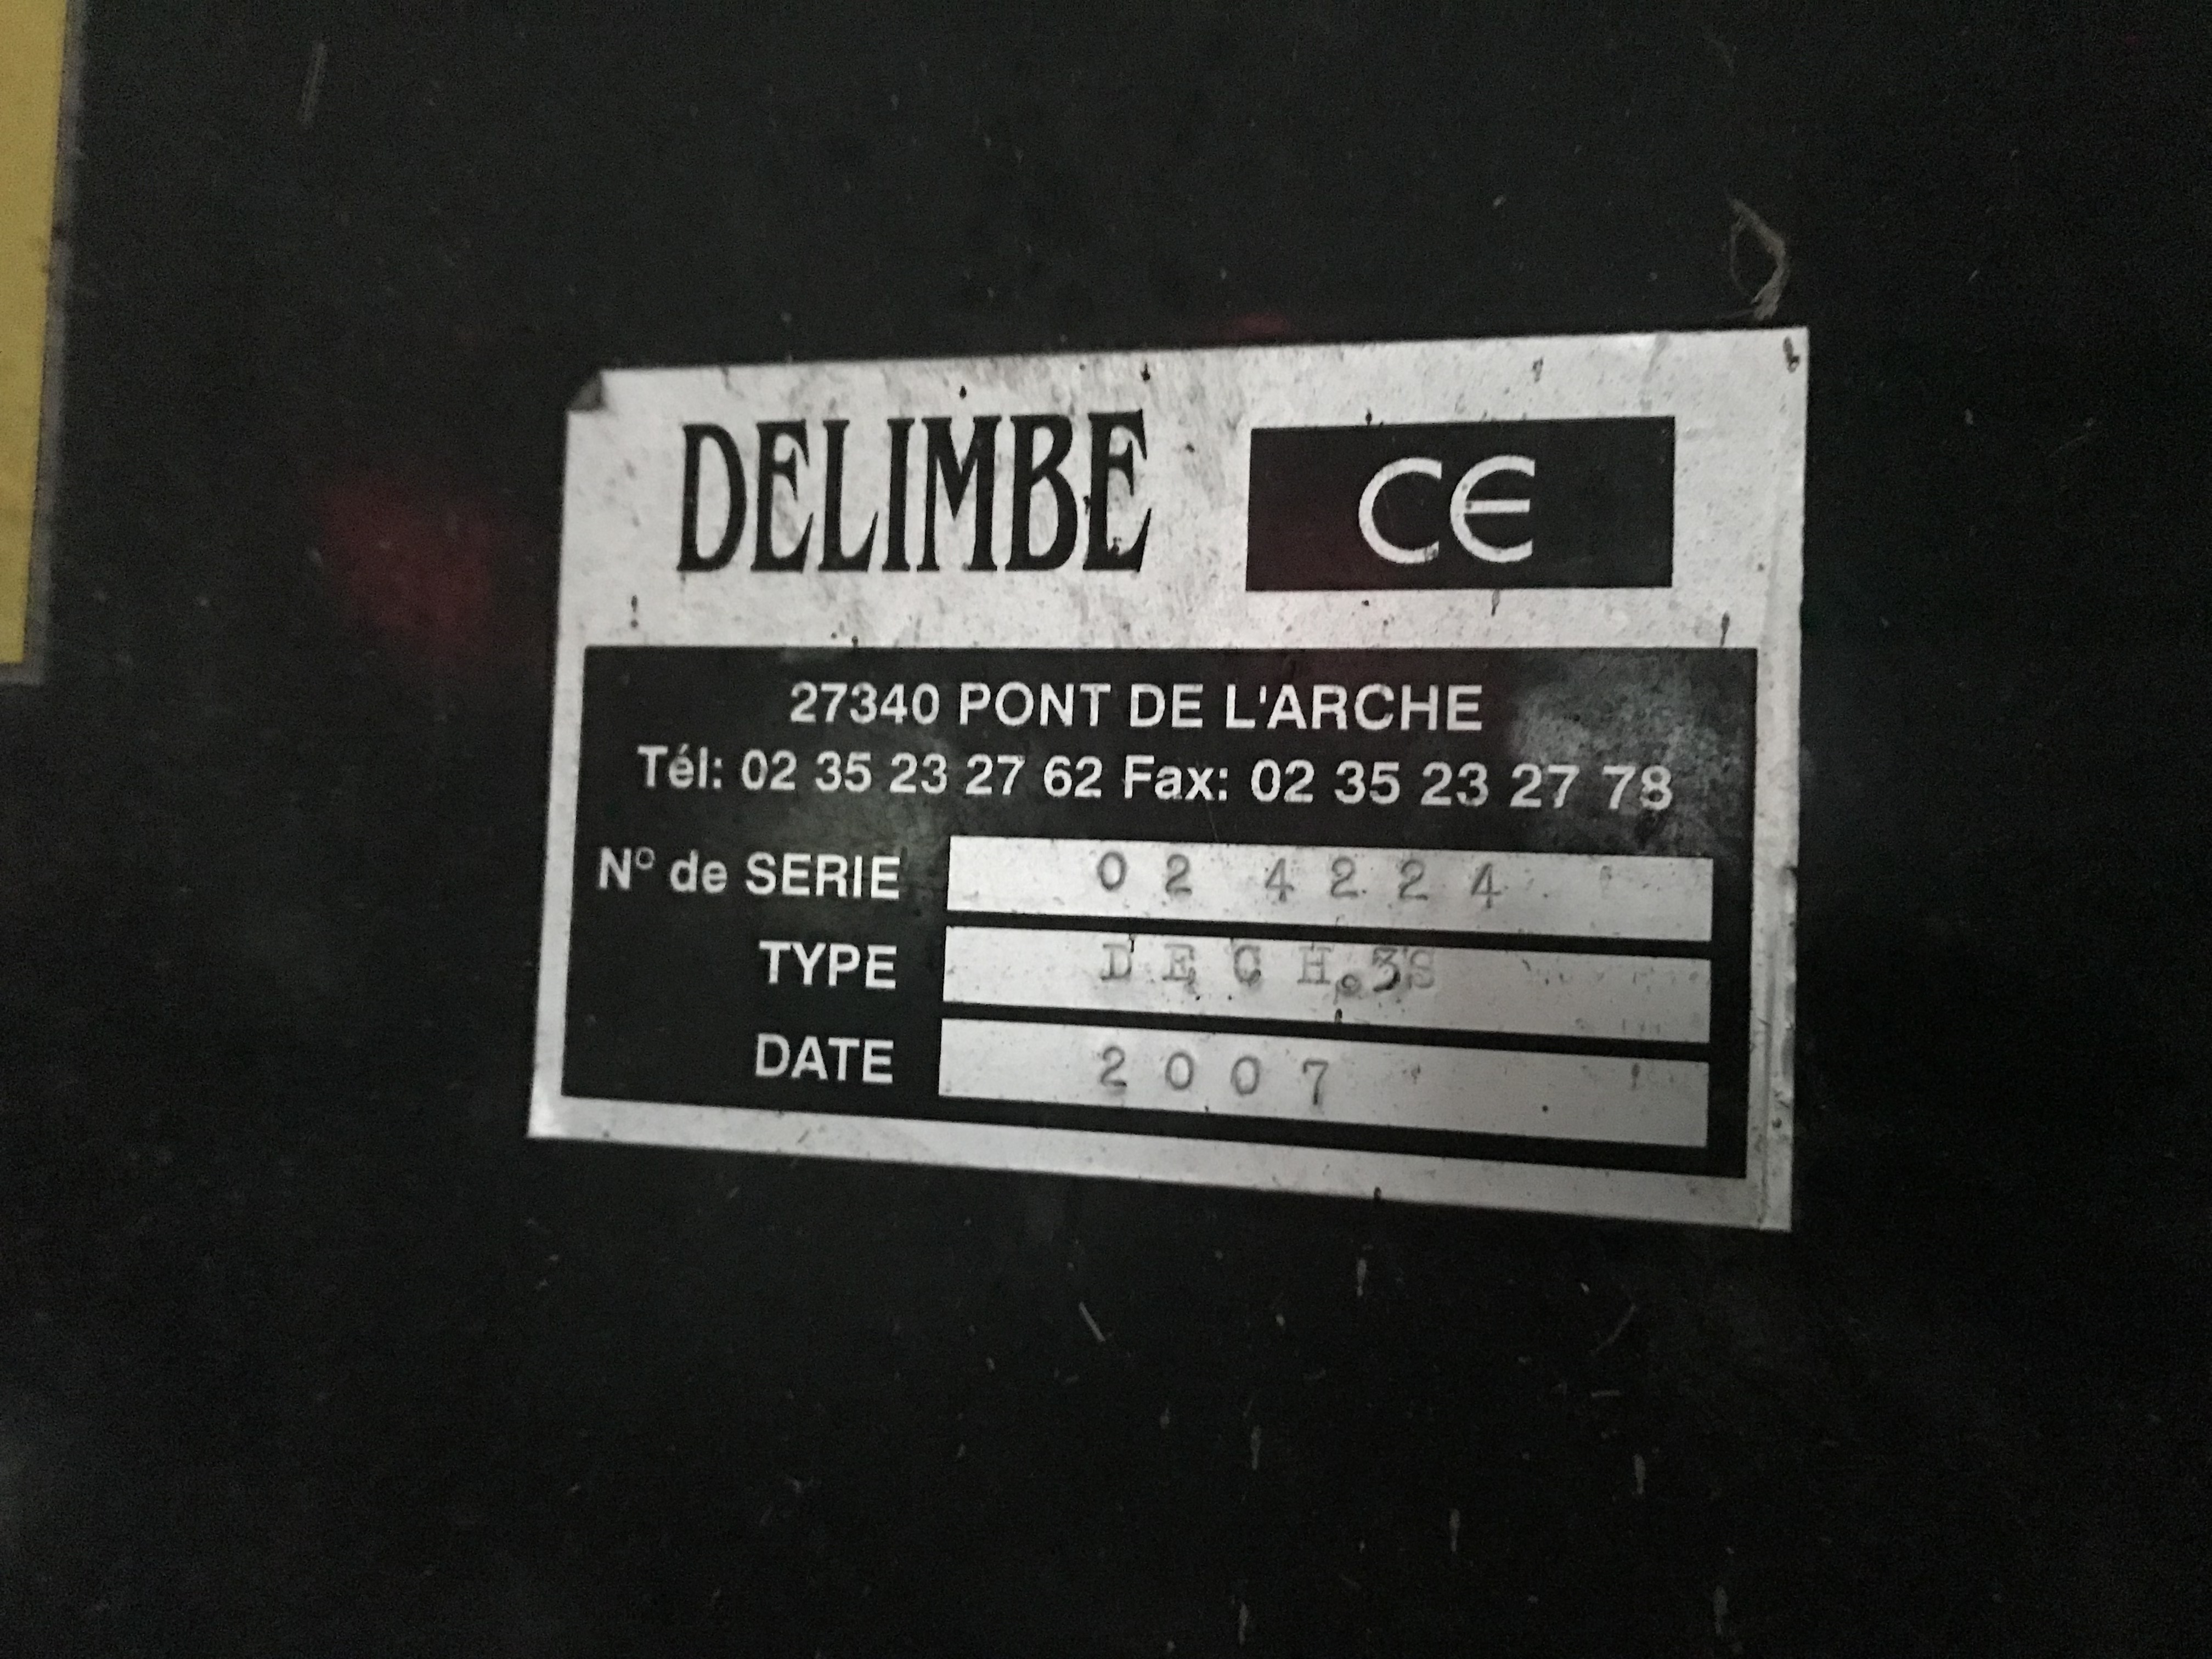 DELIMBE CE
27340 PONT DE L'ARCHE
Tél: 02 35 23 27 62 Fax: 02 35 23 27 78
N° de SERIE 02 4224
TYPE DECH.3S
DATE 2007